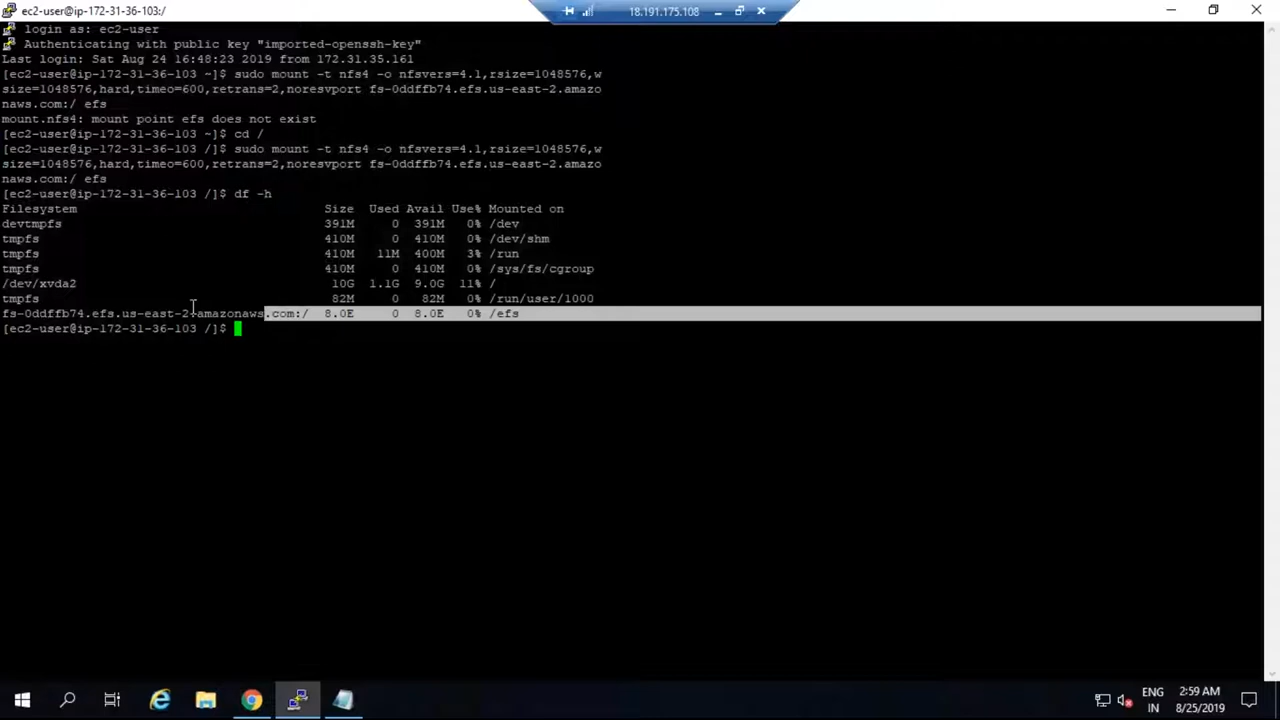 ec2-user@ip-172-31-36-103:/
18.191.175.108
login as: ec2-user
Authenticating with public key "imported-openssh-key"
Last login: Sat Aug 24 16:48:23 2019 from 172.31.35.161
[ec2-user@ip-172-31-36-103 ~]$ sudo mount -t nfs4 -o nfsvers=4.1,rsize=1048576,w
size=1048576,hard,timeo=600,retrans=2,noresvport fs-0ddffb74.efs.us-east-2.amazo
naws.com:/ efs
mount.nfs4: mount point efs does not exist
[ec2-user@ip-172-31-36-103 ~]$ cd /
[ec2-user@ip-172-31-36-103 /]$ sudo mount -t nfs4 -o nfsvers=4.1,rsize=1048576,w
size=1048576,hard,timeo=600,retrans=2,noresvport fs-0ddffb74.efs.us-east-2.amazo
naws.com:/ efs
[ec2-user@ip-172-31-36-103 /]$ df -h
Filesystem Size Used Avail Use% Mounted on
devtmpfs 391M 0 391M 0% /dev
tmpfs 410M 0 410M 0% /dev/shm
tmpfs 410M 11M 400M 3% /run
tmpfs 410M 0 410M 0% /sys/fs/cgroup
/dev/xvda2 10G 1.1G 9.0G 11% /
tmpfs 82M 0 82M 0% /run/user/1000
fs-0ddffb74.efs.us-east-2.amazonaws.com:/ 8.0E 0 8.0E 0% /efs
[ec2-user@ip-172-31-36-103 /]$
ENG
IN
2:59 AM
8/25/2019